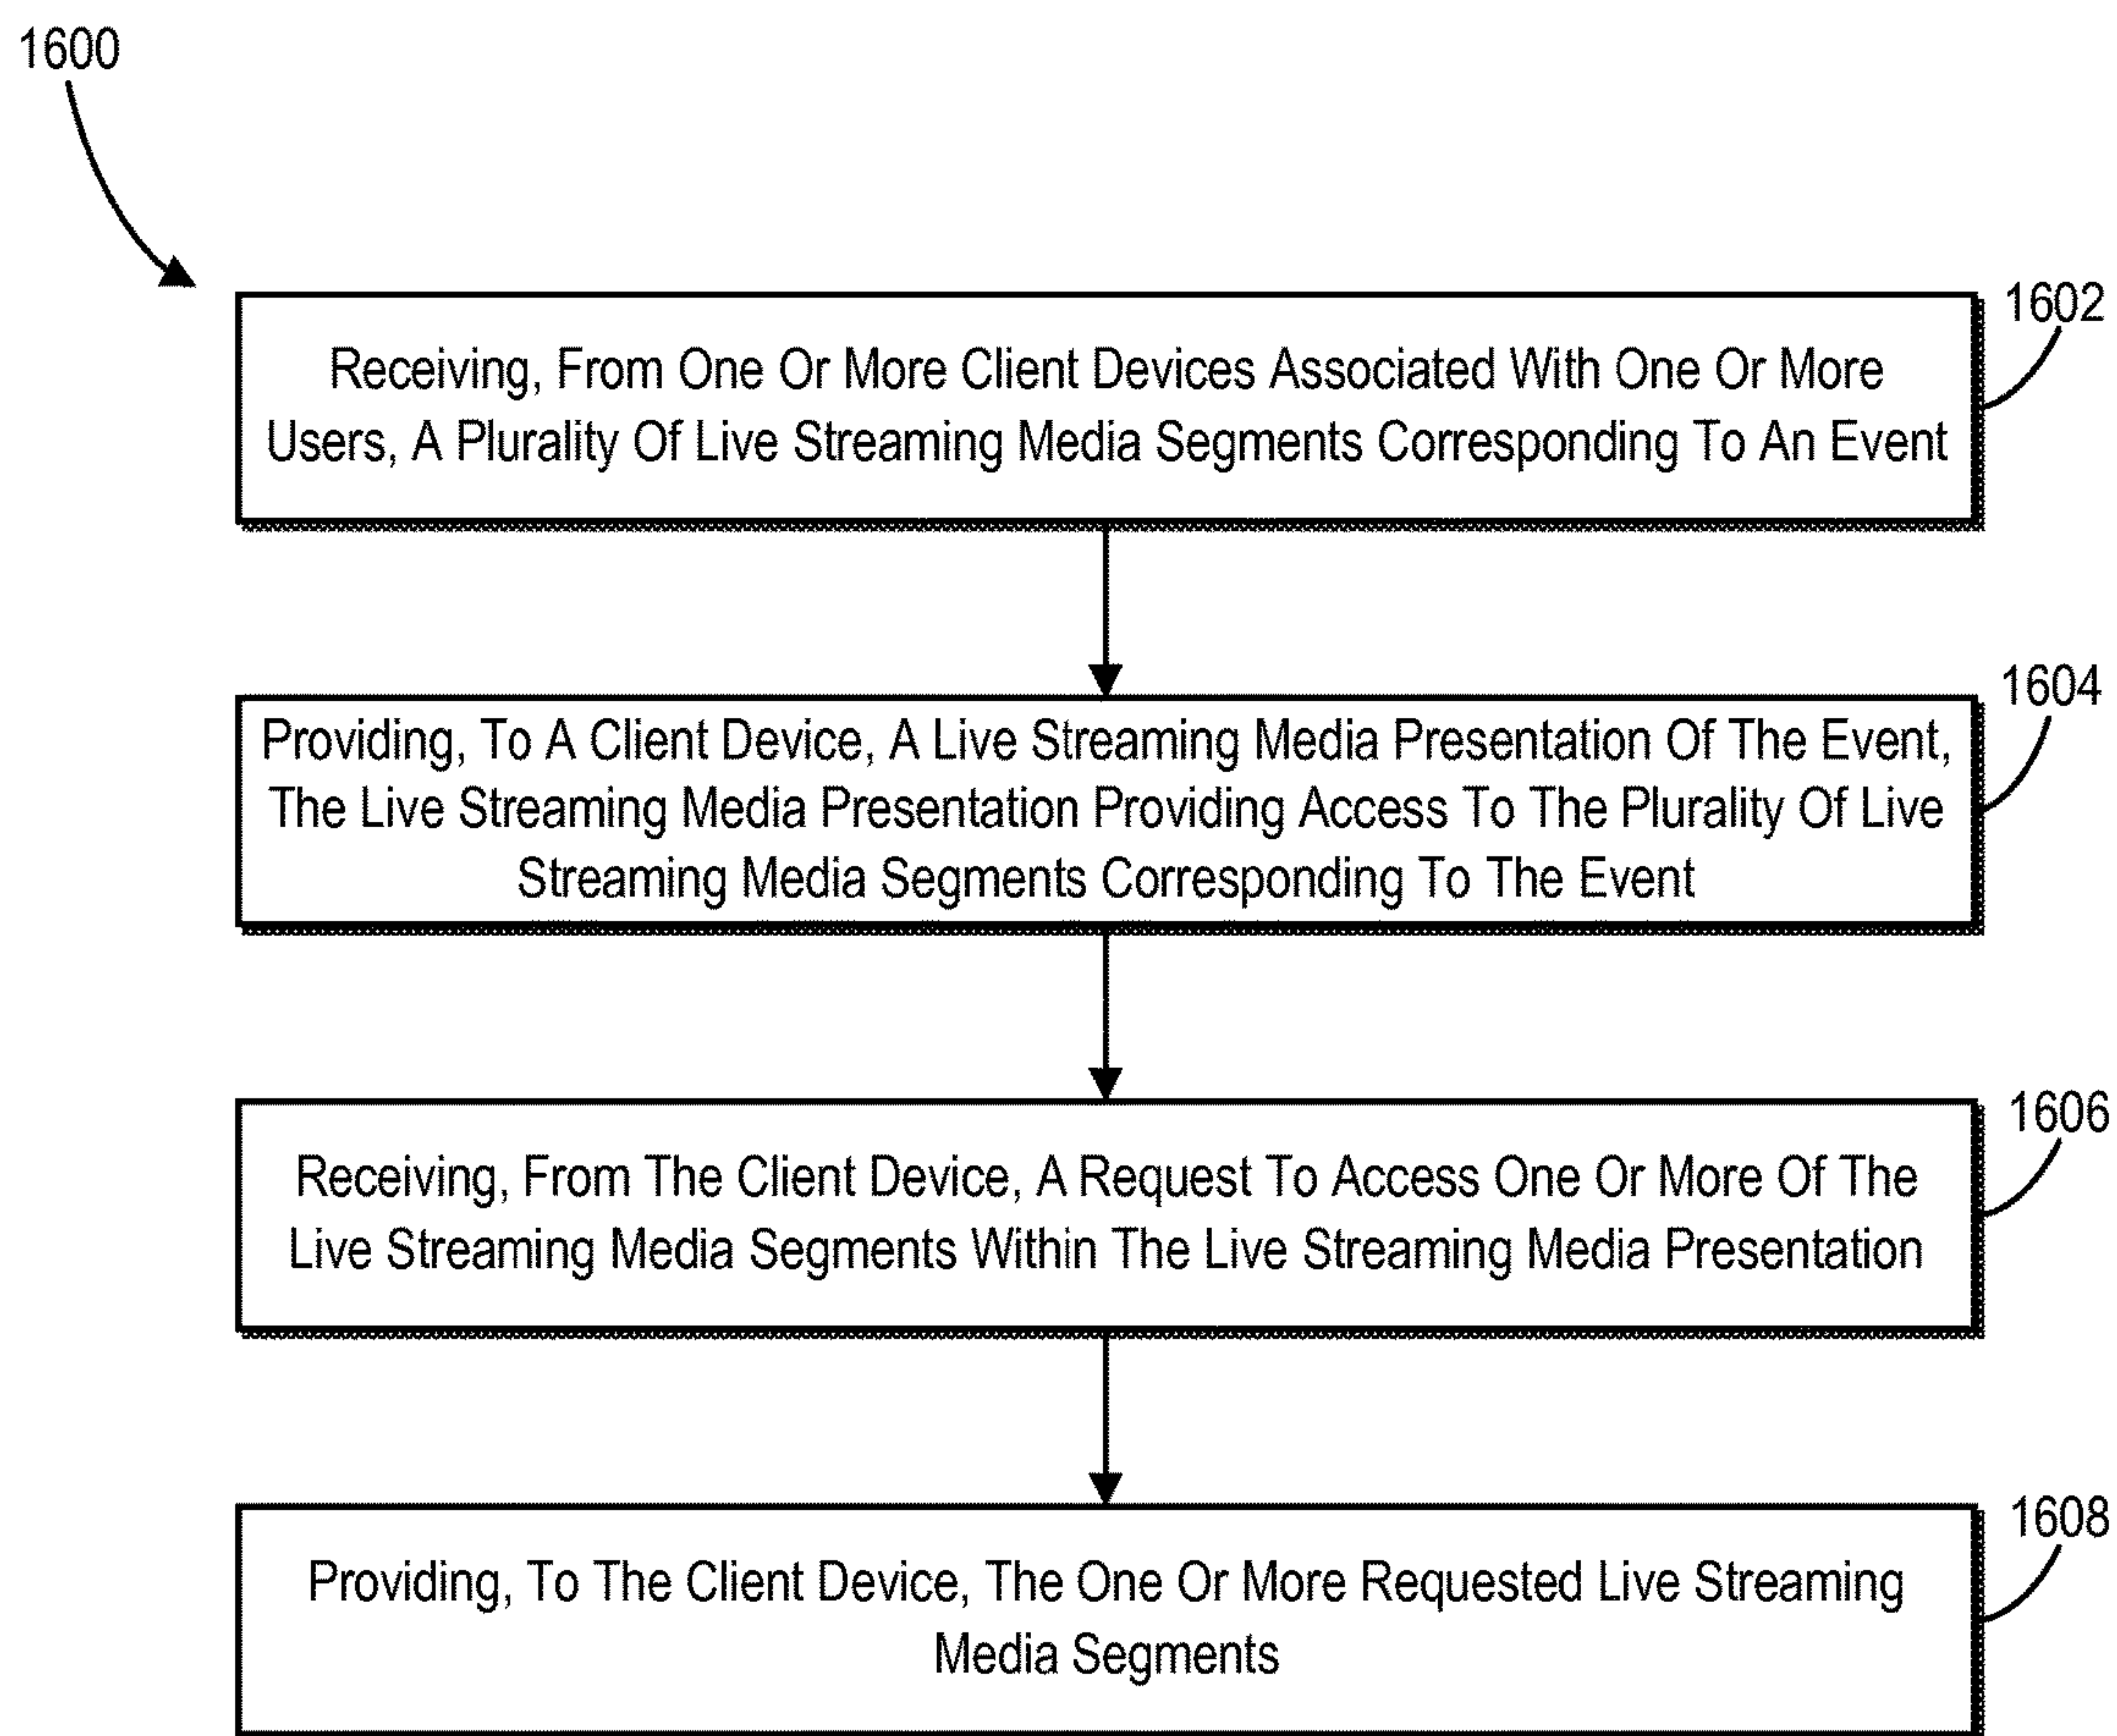 1600
1602
Receiving, From One Or More Client Devices Associated With One Or More
Users, A Plurality Of Live Streaming Media Segments Corresponding To An Event
1604
Providing, To A Client Device, A Live Streaming Media Presentation Of The Event,
The Live Streaming Media Presentation Providing Access To The Plurality Of Live
Streaming Media Segments Corresponding To The Event
1606
Receiving, From The Client Device, A Request To Access One Or More Of The
Live Streaming Media Segments Within The Live Streaming Media Presentation
1608
Providing, To The Client Device, The One Or More Requested Live Streaming
Media Segments